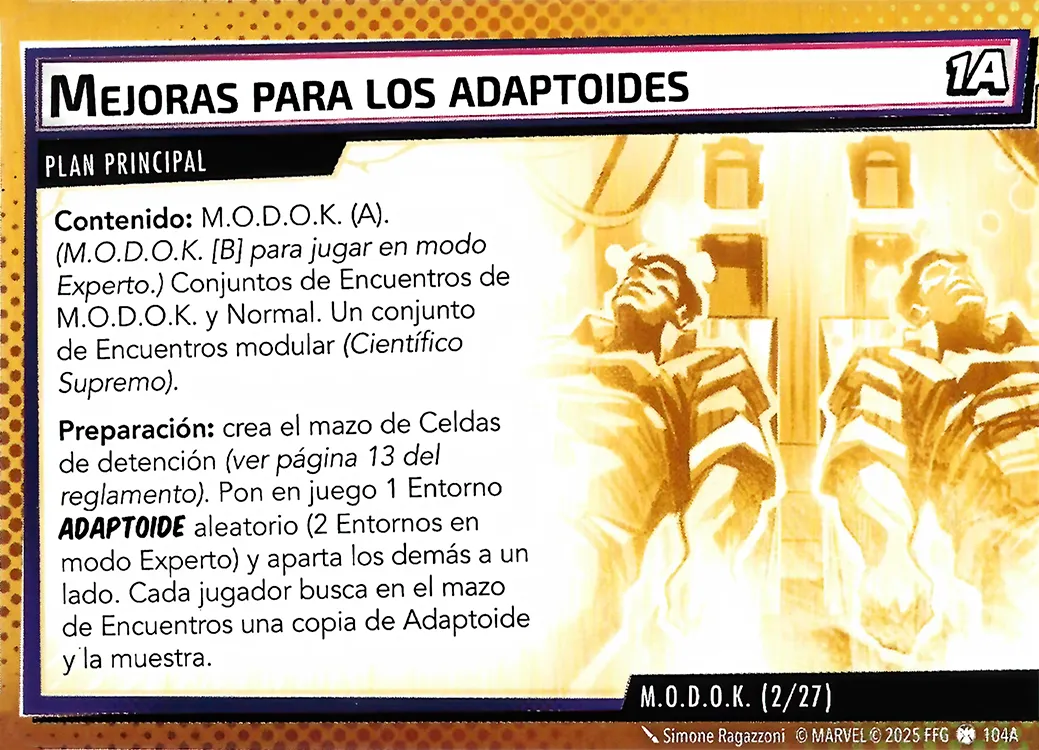 MEJORAS PARA LOS ADAPTOIDES
1A
PLAN PRINCIPAL
Contenido: M.O.D.O.K. (A).
(M.O.D.O.K. [B] para jugar en modo
Experto.) Conjuntos de Encuentros de
M.O.D.O.K. y Normal. Un conjunto
de Encuentros modular (Científico
Supremo).
Preparación: crea el mazo de Celdas
de detención (ver página 13 del
reglamento). Pon en juego 1 Entorno
ADAPTOIDE aleatorio (2 Entornos en
modo Experto) y aparta los demás a un
lado. Cada jugador busca en el mazo
de Encuentros una copia de Adaptoide
y la muestra.
M.O.D.O.K. (2/27)
Simone Ragazzoni © MARVEL © 2025 FFG 104A